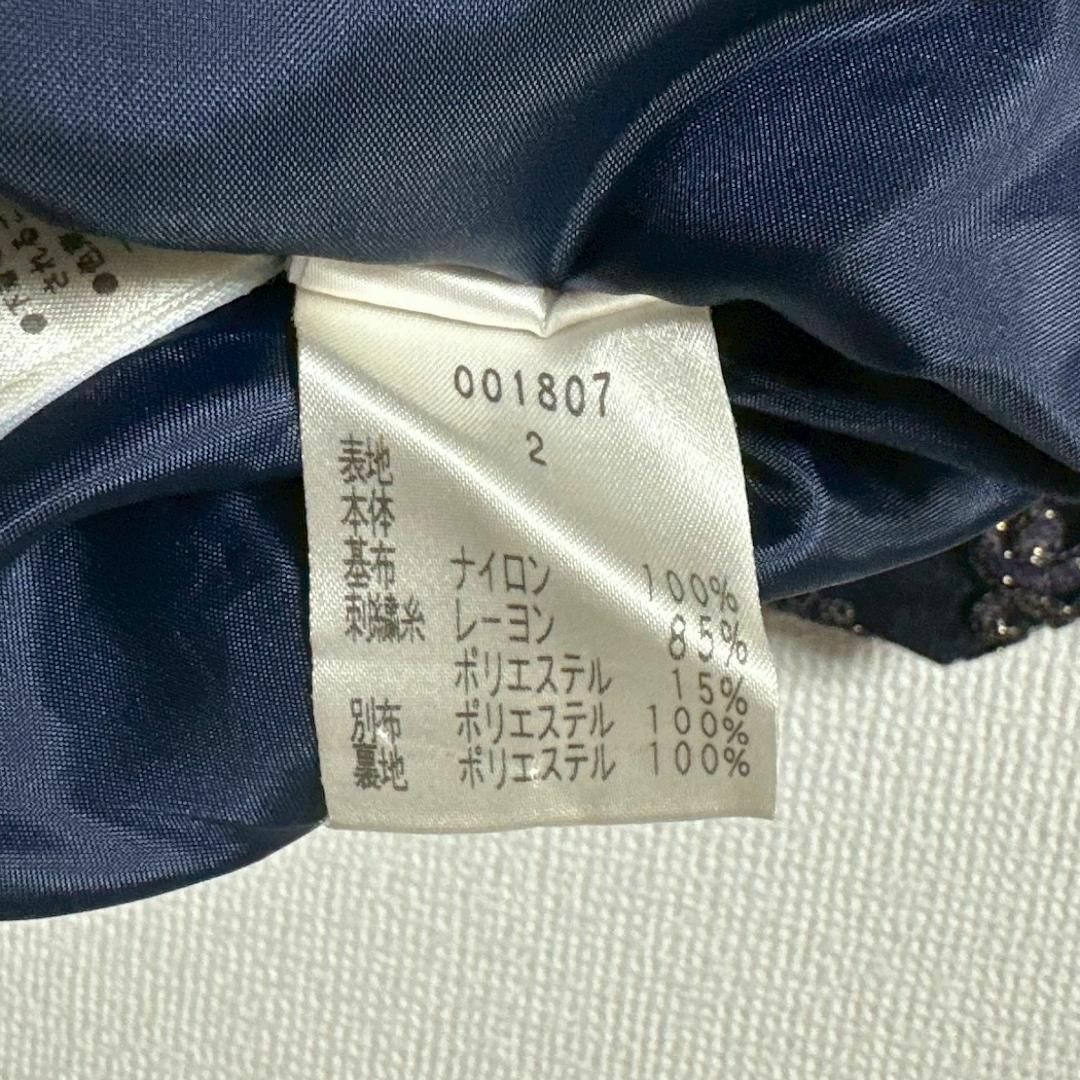 001807
2
表地
本体
基布 ナイロン 100%
刺繍糸 レーヨン 85%
ポリエステル 15%
別布 ポリエステル 100%
裏地 ポリエステル 100%